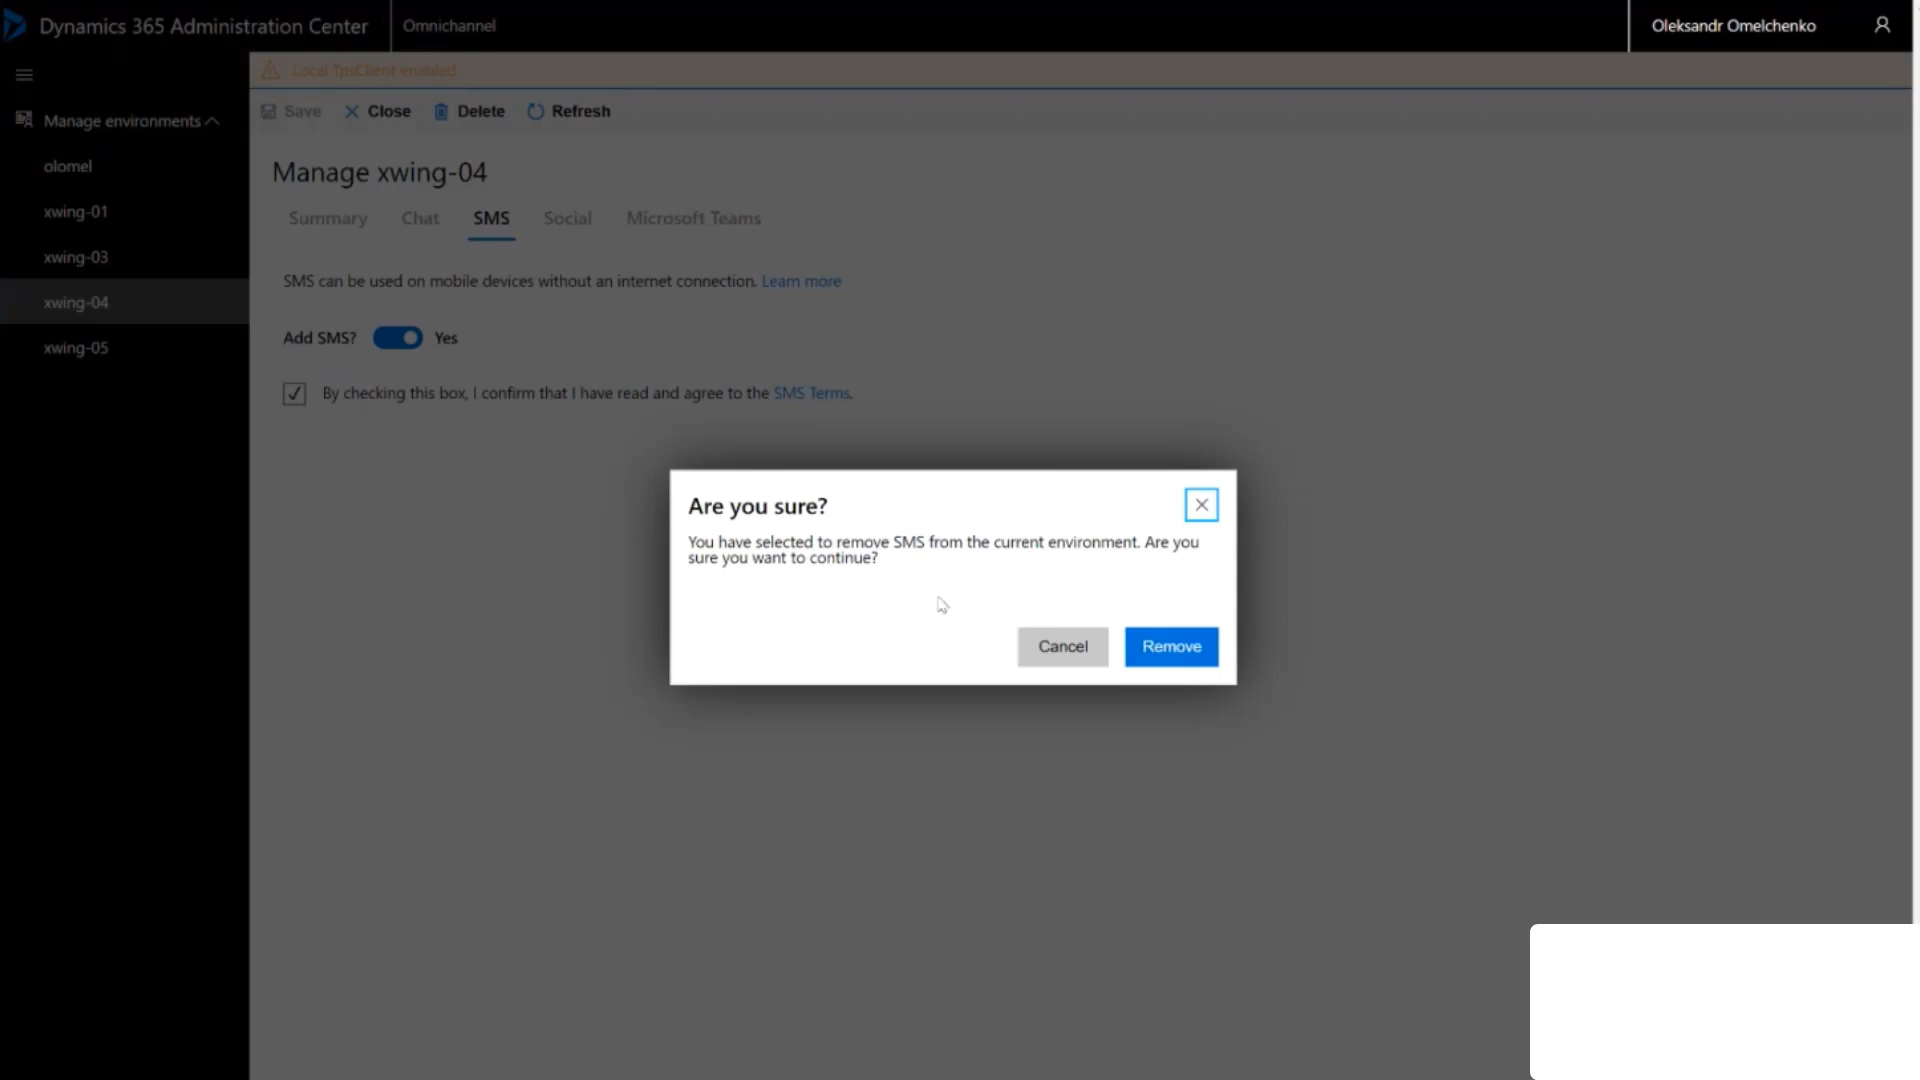 Dynamics 365 Administration Center
Omnichannel
Oleksandr Omelchenko
Local TpsClient enabled
Save
Close
Delete
Refresh
Manage environments
olomel
xwing-01
xwing-03
xwing-04
xwing-05
Manage xwing-04
Summary
Chat
SMS
Social
Microsoft Teams
SMS can be used on mobile devices without an internet connection. Learn more
Add SMS?
Yes
By checking this box, I confirm that I have read and agree to the SMS Terms.
Are you sure?
You have selected to remove SMS from the current environment. Are you
sure you want to continue?
Cancel
Remove